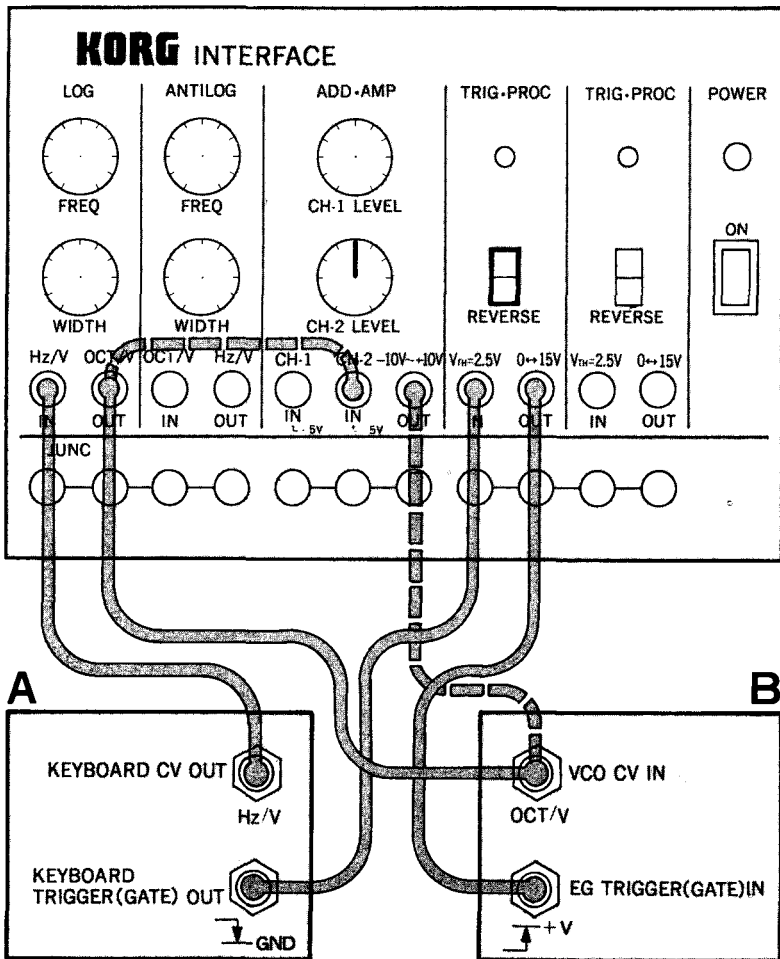 KORG INTERFACE
LOG ANTILOG ADD•AMP TRIG•PROC TRIG•PROC POWER
FREQ FREQ CH-1 LEVEL
ON
WIDTH WIDTH CH-2 LEVEL REVERSE REVERSE
Hz/V OCT/V OCT/V Hz/V CH-1 CH-2 -10V~+10V VTH=2.5V 0↔15V VTH=2.5V 0↔15V
IN OUT IN OUT IN IN OUT IN OUT IN OUT
5V 5V
JUNC
A B
KEYBOARD CV OUT VCO CV IN
Hz/V OCT/V
KEYBOARD
TRIGGER(GATE) OUT EG TRIGGER(GATE)IN
GND +V